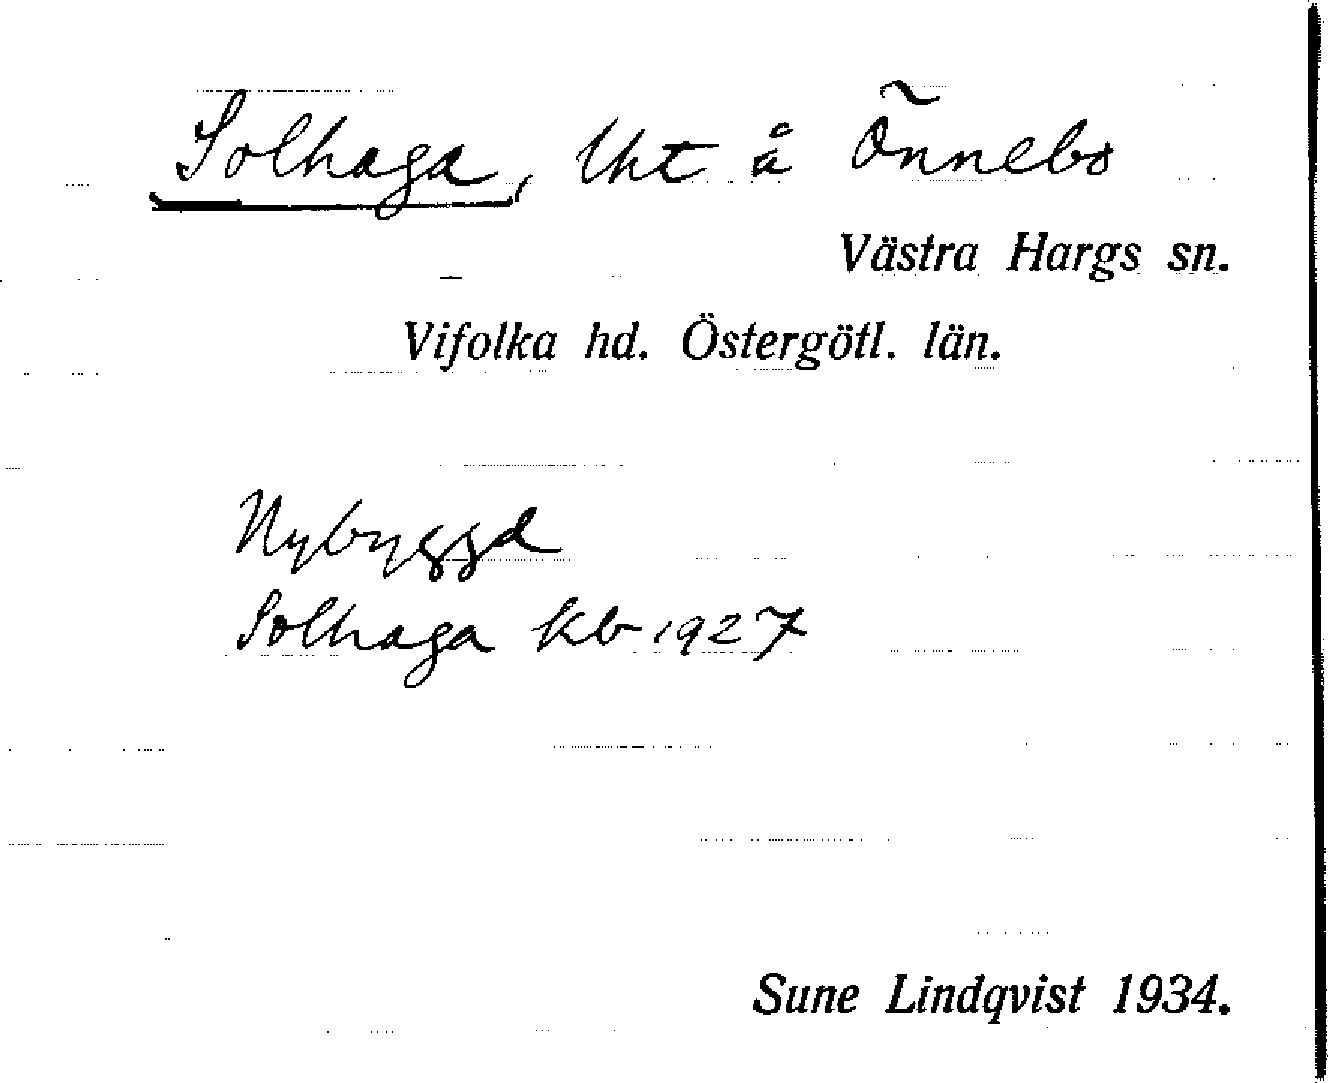 Solhaga, lht å Önnebo
Västra Hargs sn.
Vifolka hd. Östergötl. län.
Nybyggd
Solhaga kb 1927
Sune Lindqvist 1934.